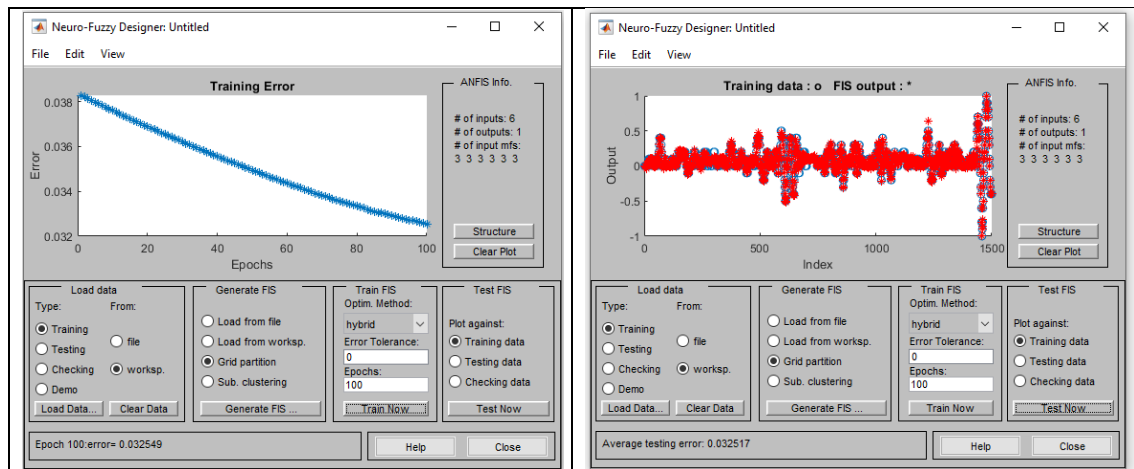 Neuro-Fuzzy Designer: Untitled
File Edit View
Training Error
0.038
0.036
0.034
0.032
Error
0 20 40 60 80 100
Epochs
ANFIS Info.
# of inputs: 6
# of outputs: 1
# of input mfs:
3 3 3 3 3 3
Structure
Clear Plot
Load data
Type: From:
Training
Testing
Checking
Demo
file
worksp.
Load Data...
Clear Data
Generate FIS
Load from file
Load from worksp.
Grid partition
Sub. clustering
Generate FIS ...
Train FIS
Optim. Method:
hybrid
Error Tolerance:
0
Epochs:
100
Train Now
Test FIS
Plot against:
Training data
Testing data
Checking data
Test Now
Epoch 100:error= 0.032549
Help
Close
Neuro-Fuzzy Designer: Untitled
File Edit View
Training data : o FIS output : *
1
0.5
0
-0.5
-1
Output
0 500 1000 1500
Index
ANFIS Info.
# of inputs: 6
# of outputs: 1
# of input mfs:
3 3 3 3 3 3
Structure
Clear Plot
Load data
Type: From:
Training
Testing
Checking
Demo
file
worksp.
Load Data...
Clear Data
Generate FIS
Load from file
Load from worksp.
Grid partition
Sub. clustering
Generate FIS ...
Train FIS
Optim. Method:
hybrid
Error Tolerance:
0
Epochs:
100
Train Now
Test FIS
Plot against:
Training data
Testing data
Checking data
Test Now
Average testing error: 0.032517
Help
Close